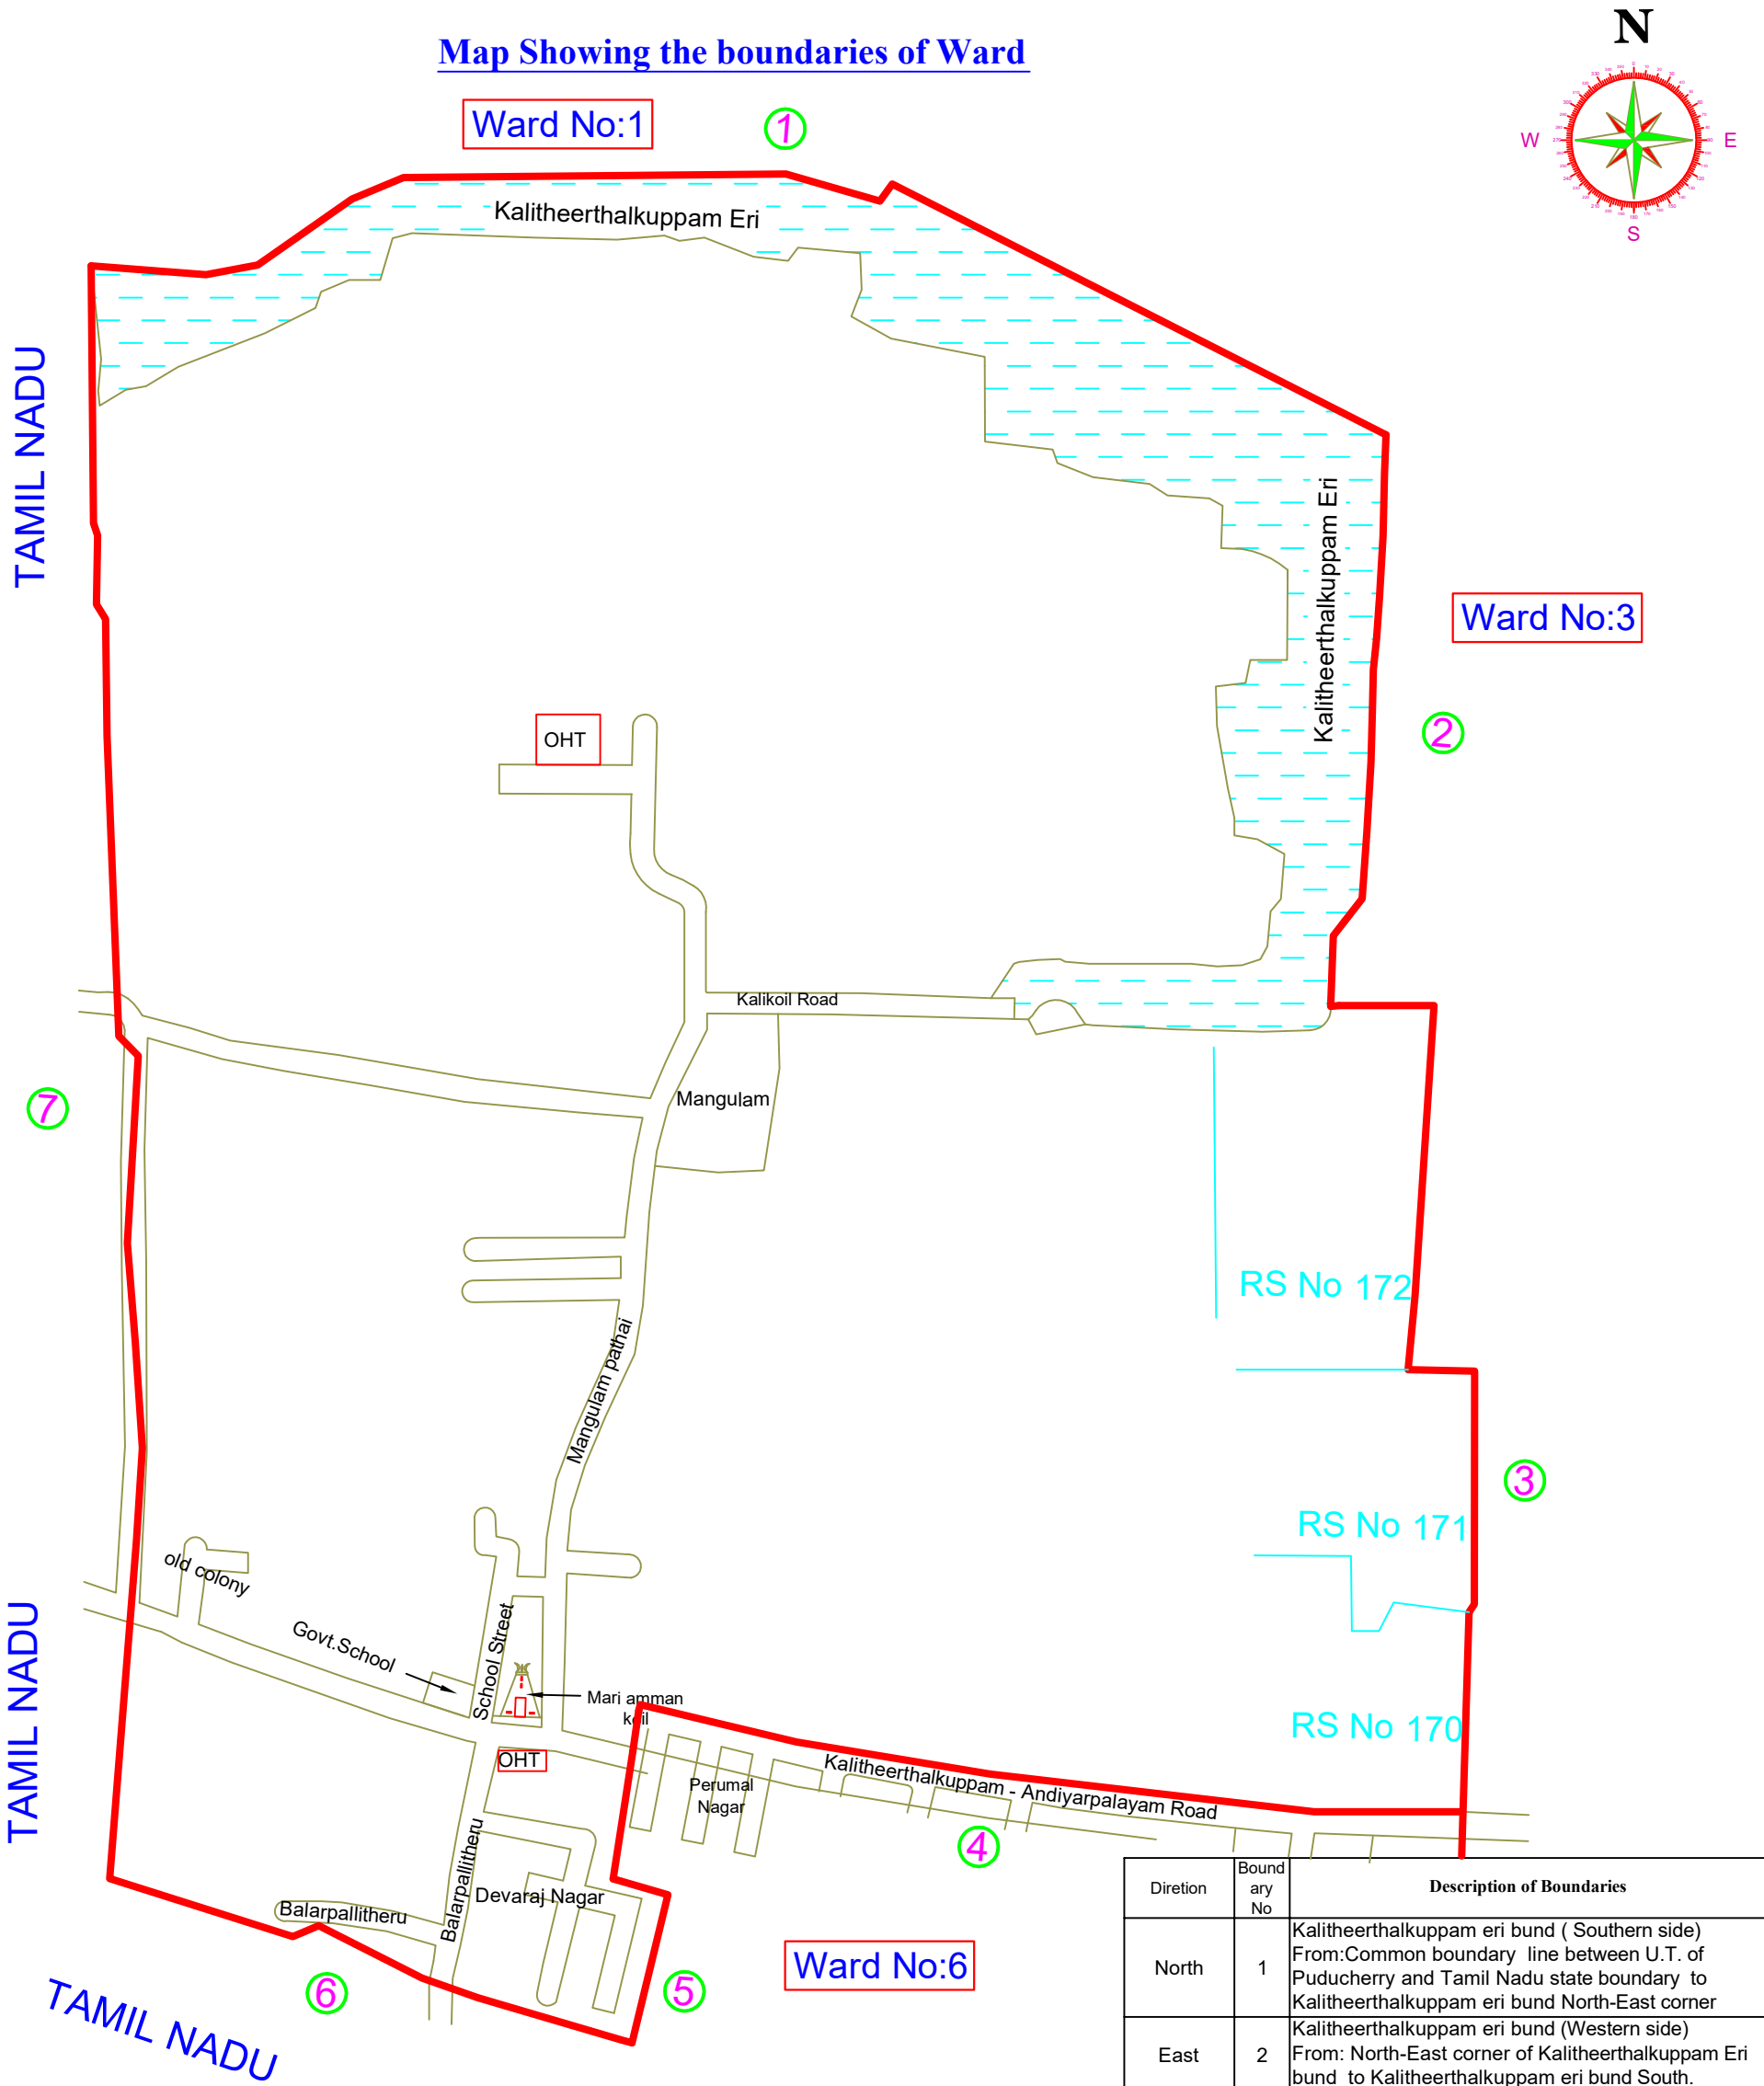 Map Showing the boundaries of Ward
N
W
E
S
Ward No:1
1
Kalitheerthalkuppam Eri
TAMIL NADU
Kalitheerthalkuppam Eri
Ward No:3
2
OHT
Kalikoil Road
Mangulam
7
RS No 172
Mangulam pathai
3
RS No 171
old colony
Govt.School
School Street
Mari amman
koil
RS No 170
TAMIL NADU
OHT
Perumal
Nagar
Kalitheerthalkuppam - Andiyarpalayam Road
4
Balarpallitheru
Devaraj Nagar
Balarpallitheru
Ward No:6
5
6
TAMIL NADU
Diretion
Bound
ary
No
Description of Boundaries
North
1
Kalitheerthalkuppam eri bund ( Southern side)
From:Common boundary line between U.T. of
Puducherry and Tamil Nadu state boundary to
Kalitheerthalkuppam eri bund North-East corner
East
2
Kalitheerthalkuppam eri bund (Western side)
From: North-East corner of Kalitheerthalkuppam Eri
bund to Kalitheerthalkuppam eri bund South.